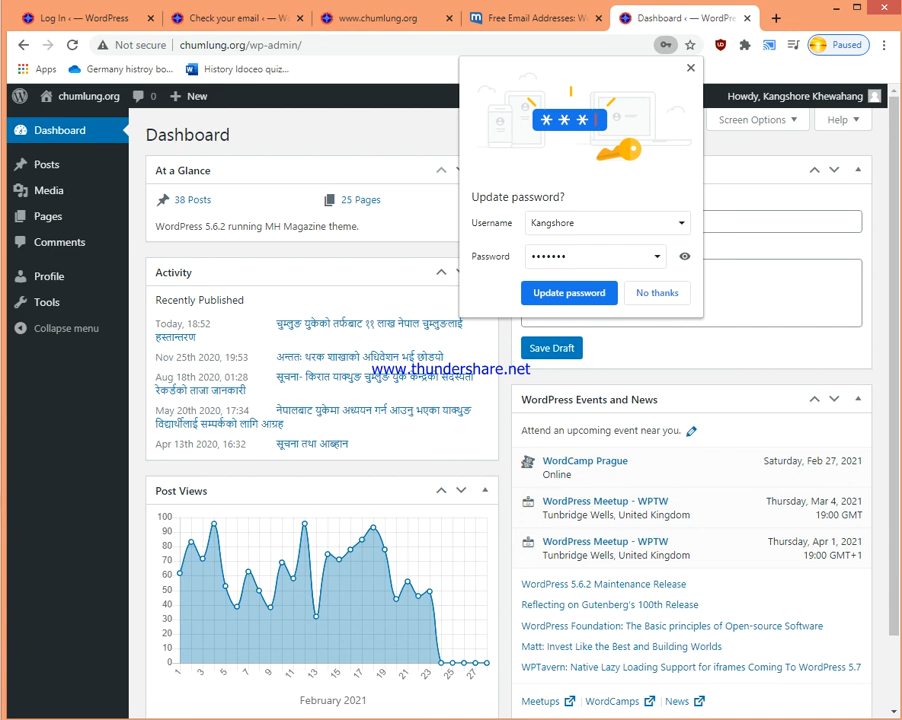 Log In ‹ — WordPress
Check your email ‹ — W
www.chumlung.org
Free Email Addresses: W
Dashboard ‹ — WordPre
Not secure
chumlung.org/wp-admin/
Paused
Apps
Germany histroy bo...
History Idoceo quiz...
chumlung.org
0
New
Howdy, Kangshore Khewahang
Dashboard
Posts
Media
Pages
Comments
Profile
Tools
Collapse menu
Dashboard
Screen Options
Help
At a Glance
38 Posts
25 Pages
WordPress 5.6.2 running MH Magazine theme.
Activity
Recently Published
Today, 18:52
चुम्लुङ युकेको तर्फबाट ११ लाख नेपाल चुम्लुङलाई
हस्तान्तरण
Nov 25th 2020, 19:53
अन्ततः थरक शाखाको अधिवेशन भई छोडयो
Aug 18th 2020, 01:28
सूचना- किरात याक्थुङ चुम्लुङ युके केन्द्रका सदस्यता
रेकर्डको ताजा जानकारी
May 20th 2020, 17:34
नेपालबाट युकेमा अध्ययन गर्न आउनु भएका याक्थुङ
विद्यार्थीलाई सम्पर्कको लागि आग्रह
Apr 13th 2020, 16:32
सूचना तथा आब्हान
www.thundershare.net
Post Views
100
90
80
70
60
50
40
30
20
10
0
1
3
5
7
9
11
13
15
17
19
21
23
25
27
February 2021
* * *
Update password?
Username
Kangshore
Password
•••••••
Update password
No thanks
Save Draft
WordPress Events and News
Attend an upcoming event near you.
WordCamp Prague
Saturday, Feb 27, 2021
Online
WordPress Meetup - WPTW
Thursday, Mar 4, 2021
Tunbridge Wells, United Kingdom
19:00 GMT
WordPress Meetup - WPTW
Thursday, Apr 1, 2021
Tunbridge Wells, United Kingdom
19:00 GMT+1
WordPress 5.6.2 Maintenance Release
Reflecting on Gutenberg's 100th Release
WordPress Foundation: The Basic principles of Open-source Software
Matt: Invest Like the Best and Building Worlds
WPTavern: Native Lazy Loading Support for iframes Coming To WordPress 5.7
Meetups
WordCamps
News